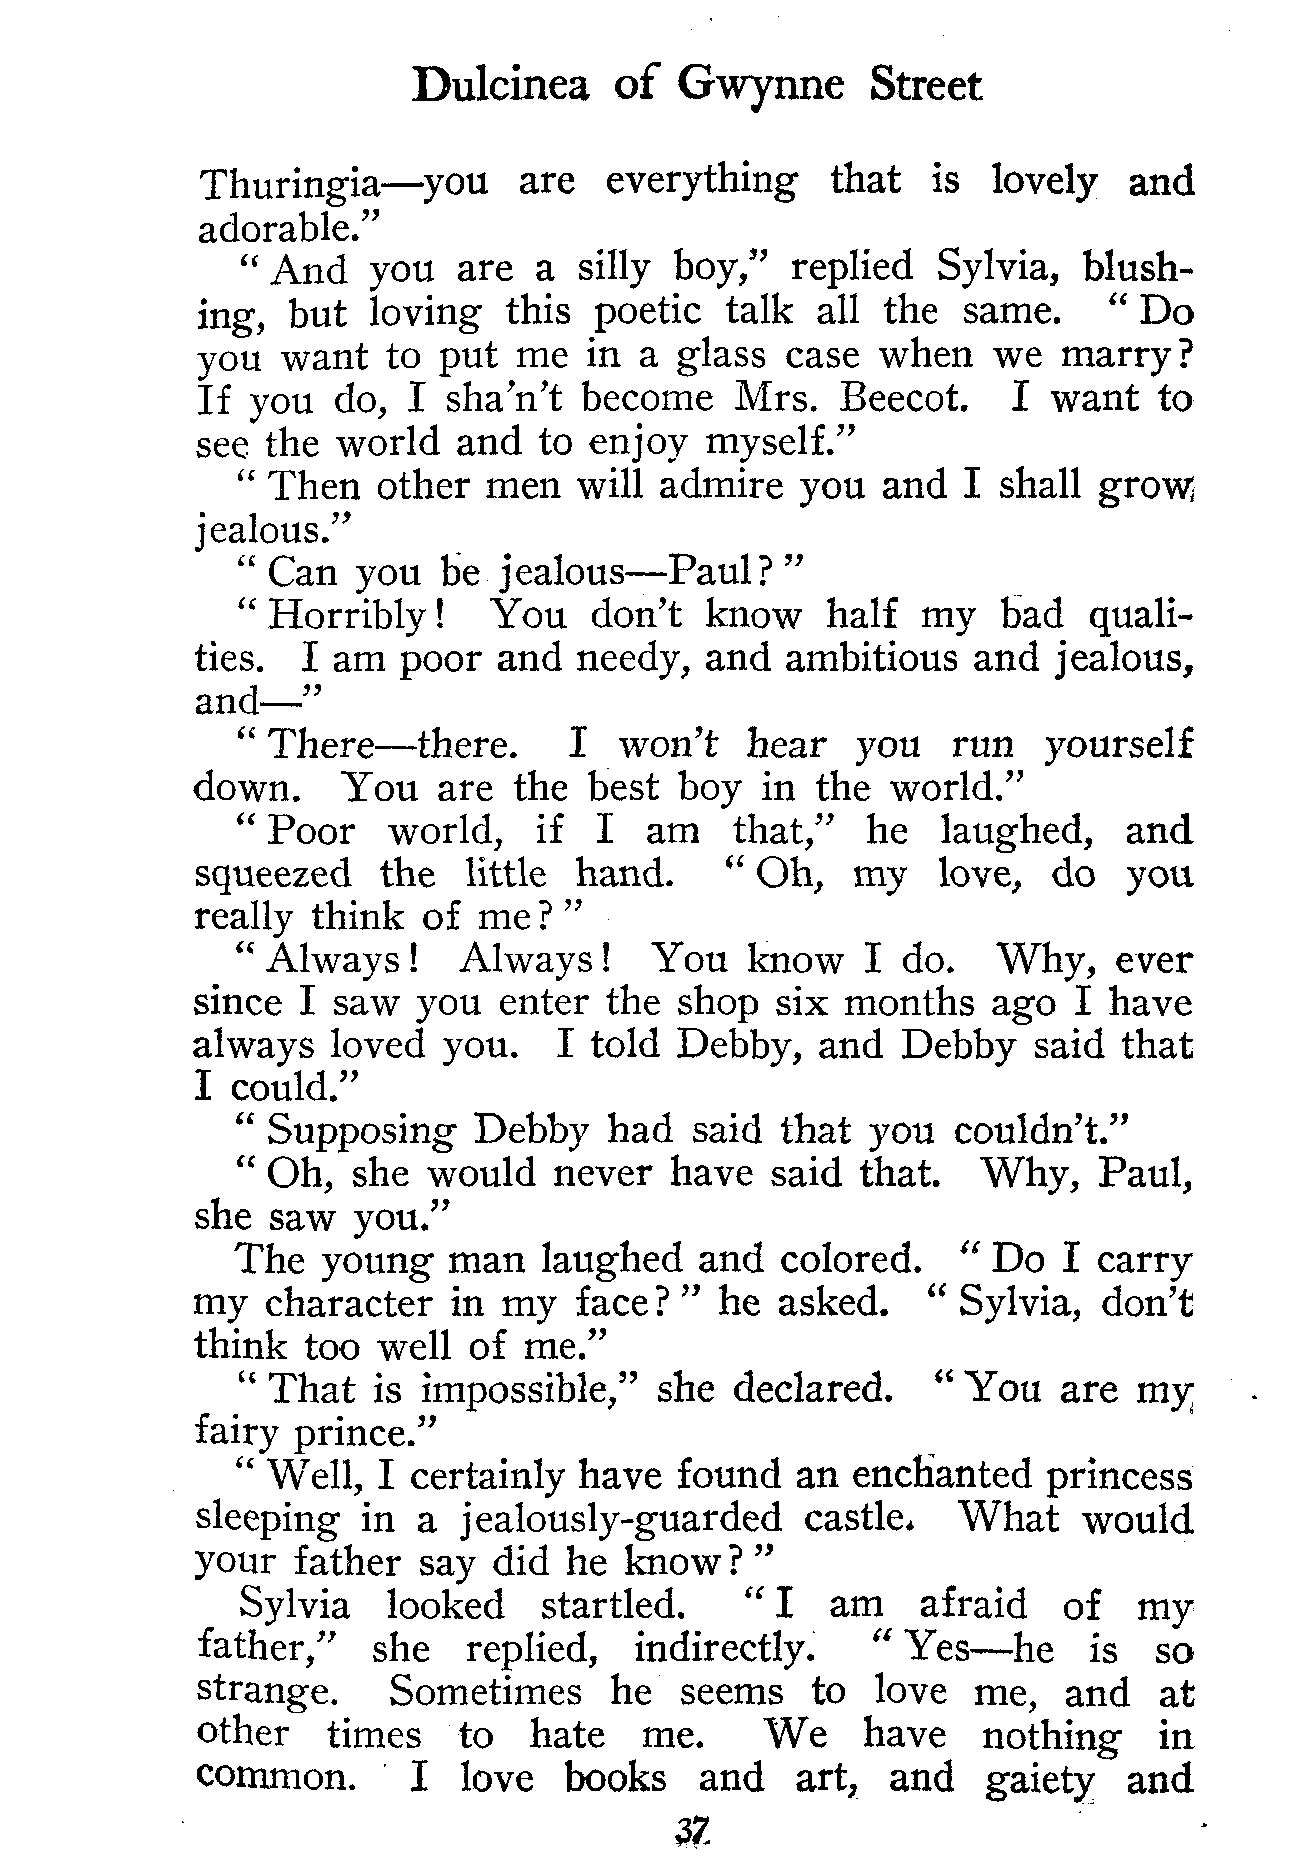 Dulcinea of Gwynne Street
Thuringia—you are everything that is lovely and
adorable."
" And you are a silly boy," replied Sylvia, blush-
ing, but loving this poetic talk all the same. " Do
you want to put me in a glass case when we marry?
If you do, I sha'n't become Mrs. Beecot. I want to
see the world and to enjoy myself."
" Then other men will admire you and I shall grow
jealous."
" Can you be jealous—Paul? "
" Horribly! You don't know half my bad quali-
ties. I am poor and needy, and ambitious and jealous,
and—"
" There—there. I won't hear you run yourself
down. You are the best boy in the world."
" Poor world, if I am that," he laughed, and
squeezed the little hand. " Oh, my love, do you
really think of me? "
" Always! Always! You know I do. Why, ever
since I saw you enter the shop six months ago I have
always loved you. I told Debby, and Debby said that
I could."
" Supposing Debby had said that you couldn't."
" Oh, she would never have said that. Why, Paul,
she saw you."
The young man laughed and colored. " Do I carry
my character in my face? " he asked. " Sylvia, don't
think too well of me."
" That is impossible," she declared. " You are my
fairy prince."
" Well, I certainly have found an enchanted princess
sleeping in a jealously-guarded castle. What would
your father say did he know? "
Sylvia looked startled. " I am afraid of my
father," she replied, indirectly. " Yes—he is so
strange. Sometimes he seems to love me, and at
other times to hate me. We have nothing in
common. I love books and art, and gaiety and
37